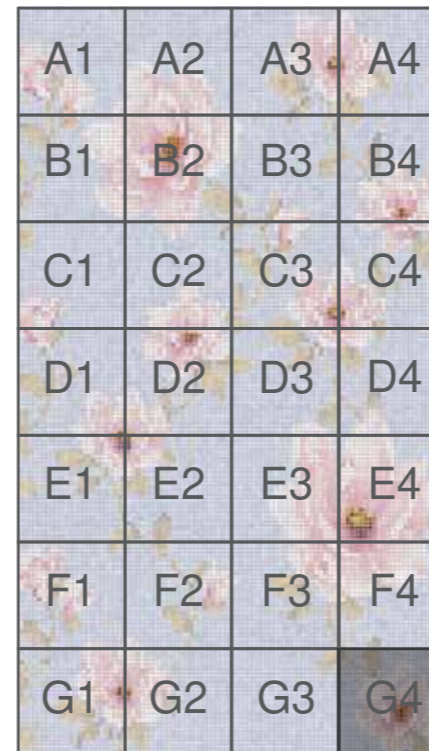 A1 A2 A3 A4
B1 B2 B3 B4
C1 C2 C3 C4
D1 D2 D3 D4
E1 E2 E3 E4
F1 F2 F3 F4
G1 G2 G3 G4